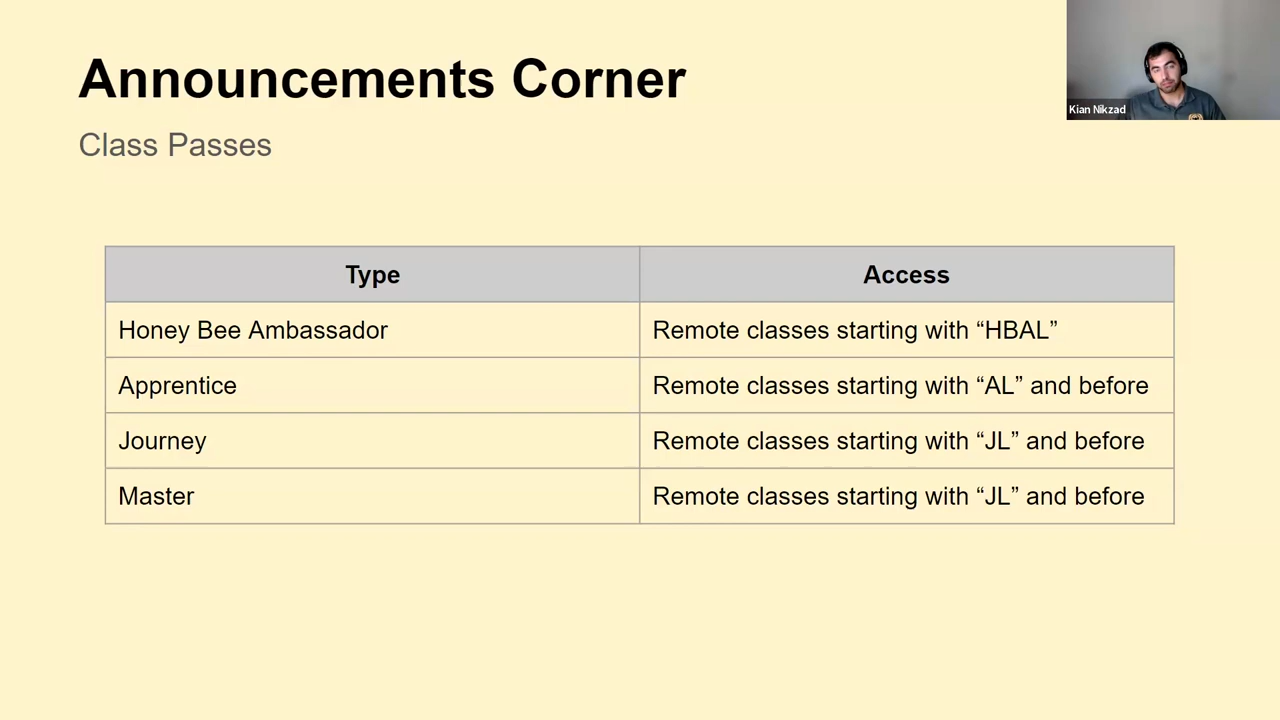 Announcements Corner
Class Passes
Kian Nikzad
Type Access
Honey Bee Ambassador Remote classes starting with “HBAL”
Apprentice Remote classes starting with “AL” and before
Journey Remote classes starting with “JL” and before
Master Remote classes starting with “JL” and before